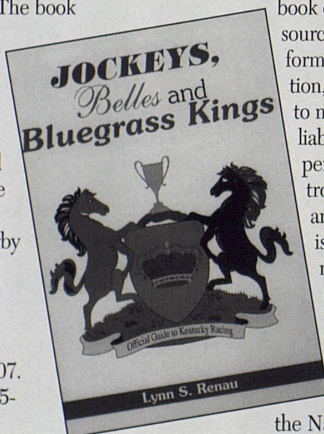 The book
JOCKEYS,
Belles and
Bluegrass Kings
Official Guide to Kentucky Racing
Lynn S. Renau
by
07.
5-
book
sourc
form
tion,
to n
liab
pe
tro
an
is
the N